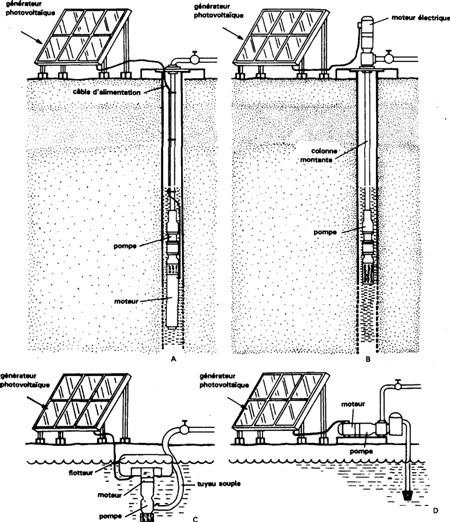 générateur
photovoltaïque
câble d'alimentation
pompe
moteur
A
générateur
photovoltaïque
moteur électrique
colonne
montante
pompe
B
générateur
photovoltaïque
flotteur
moteur
pompe
tuyau souple
C
générateur
photovoltaïque
moteur
pompe
D